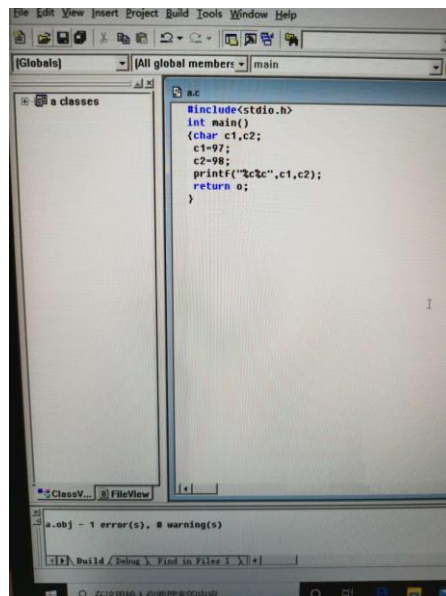 File Edit View Insert Project Build Tools Window Help
(Globals) [All global members main
a classes
a.c
#include<stdio.h>
int main()
{char c1,c2;
c1=97;
c2=98;
printf("%c%c",c1,c2);
return o;
}
ClassV... FileView
a.obj - 1 error(s), 0 warning(s)
Build Debug Find in Files 1